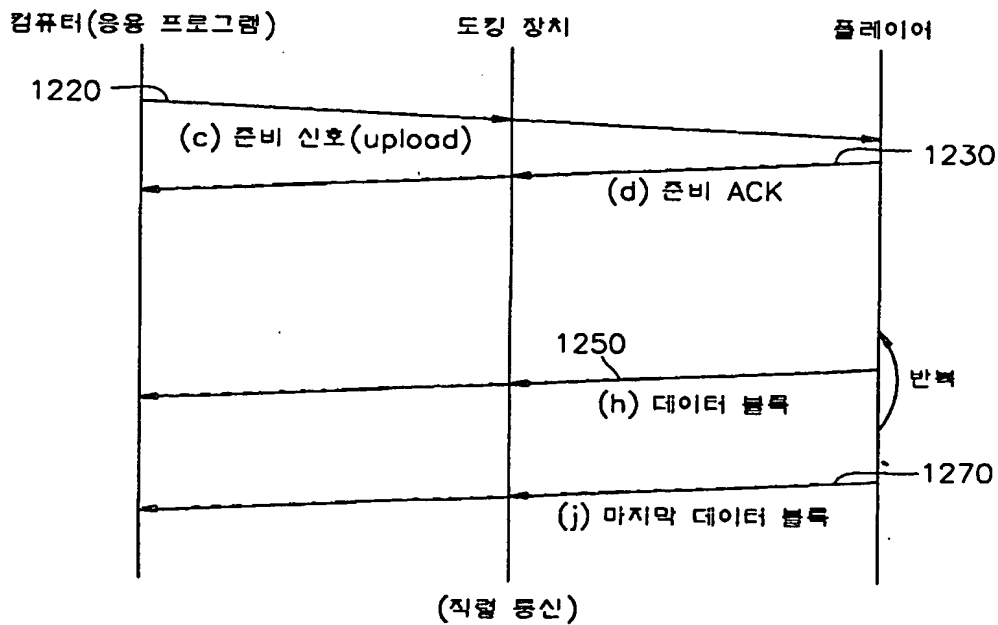 컴퓨터(응용 프로그램) 도킹 장치 플레이어
1220
(c) 준비 신호(upload)
1230
(d) 준비 ACK
1250
반복
(h) 데이터 블록
1270
(j) 마지막 데이터 블록
(직렬 통신)